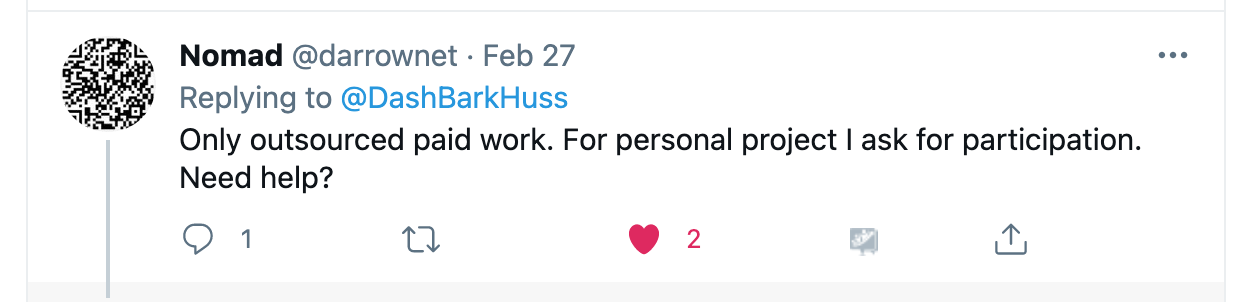 Nomad @darrownet · Feb 27
Replying to @DashBarkHuss
Only outsourced paid work. For personal project I ask for participation.
Need help?
1 2